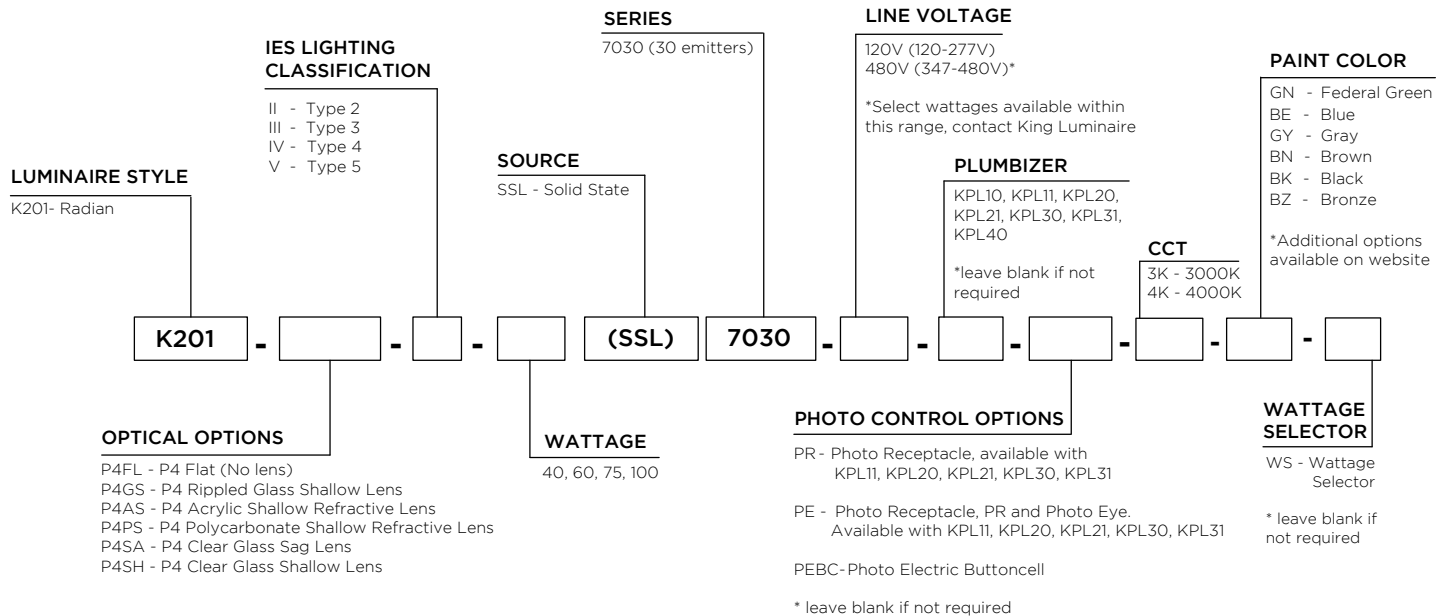 LUMINAIRE STYLE
K201- Radian
IES LIGHTING
CLASSIFICATION
II - Type 2
III - Type 3
IV - Type 4
V - Type 5
SOURCE
SSL - Solid State
SERIES
7030 (30 emitters)
LINE VOLTAGE
120V (120-277V)
480V (347-480V)*
*Select wattages available within
this range, contact King Luminaire
PLUMBIZER
KPL10, KPL11, KPL20,
KPL21, KPL30, KPL31,
KPL40
*leave blank if not
required
CCT
3K - 3000K
4K - 4000K
PAINT COLOR
GN - Federal Green
BE - Blue
GY - Gray
BN - Brown
BK - Black
BZ - Bronze
*Additional options
available on website
K201 - - - (SSL) 7030 - - - - - -
OPTICAL OPTIONS
P4FL - P4 Flat (No lens)
P4GS - P4 Rippled Glass Shallow Lens
P4AS - P4 Acrylic Shallow Refractive Lens
P4PS - P4 Polycarbonate Shallow Refractive Lens
P4SA - P4 Clear Glass Sag Lens
P4SH - P4 Clear Glass Shallow Lens
WATTAGE
40, 60, 75, 100
PHOTO CONTROL OPTIONS
PR - Photo Receptacle, available with
KPL11, KPL20, KPL21, KPL30, KPL31
PE - Photo Receptacle, PR and Photo Eye.
Available with KPL11, KPL20, KPL21, KPL30, KPL31
PEBC-Photo Electric Buttoncell
* leave blank if not required
WATTAGE
SELECTOR
WS - Wattage
Selector
* leave blank if
not required